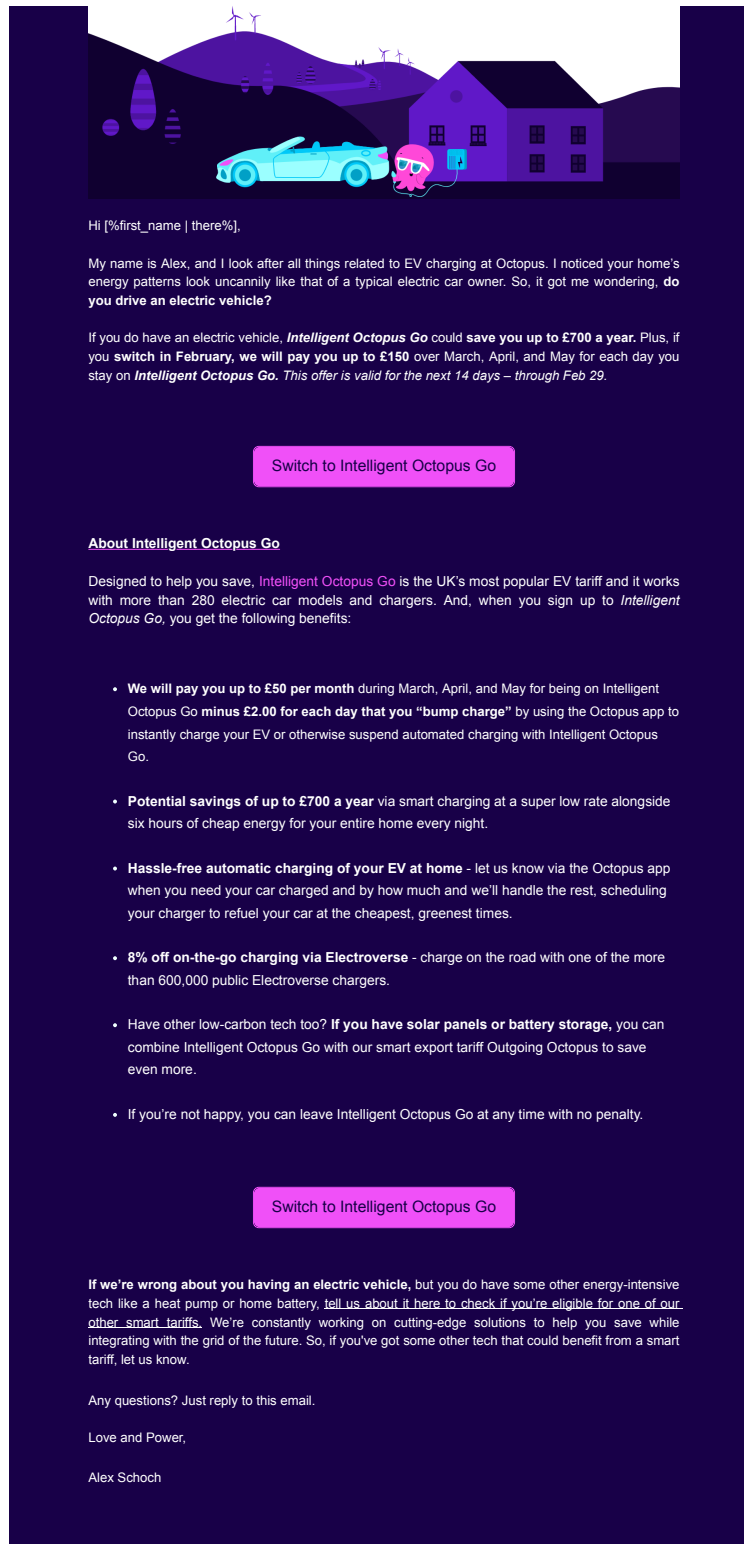 Hi [%first_name | there%],
My name is Alex, and I look after all things related to EV charging at Octopus. I noticed your home's
energy patterns look uncannily like that of a typical electric car owner. So, it got me wondering, do
you drive an electric vehicle?
If you do have an electric vehicle, Intelligent Octopus Go could save you up to £700 a year. Plus, if
you switch in February, we will pay you up to £150 over March, April, and May for each day you
stay on Intelligent Octopus Go. This offer is valid for the next 14 days – through Feb 29.
Switch to Intelligent Octopus Go
About Intelligent Octopus Go
Designed to help you save, Intelligent Octopus Go is the UK's most popular EV tariff and it works
with more than 280 electric car models and chargers. And, when you sign up to Intelligent
Octopus Go, you get the following benefits:
• We will pay you up to £50 per month during March, April, and May for being on Intelligent
Octopus Go minus £2.00 for each day that you “bump charge” by using the Octopus app to
instantly charge your EV or otherwise suspend automated charging with Intelligent Octopus
Go.
• Potential savings of up to £700 a year via smart charging at a super low rate alongside
six hours of cheap energy for your entire home every night.
• Hassle-free automatic charging of your EV at home - let us know via the Octopus app
when you need your car charged and by how much and we’ll handle the rest, scheduling
your charger to refuel your car at the cheapest, greenest times.
• 8% off on-the-go charging via Electroverse - charge on the road with one of the more
than 600,000 public Electroverse chargers.
• Have other low-carbon tech too? If you have solar panels or battery storage, you can
combine Intelligent Octopus Go with our smart export tariff Outgoing Octopus to save
even more.
• If you’re not happy, you can leave Intelligent Octopus Go at any time with no penalty.
Switch to Intelligent Octopus Go
If we’re wrong about you having an electric vehicle, but you do have some other energy-intensive
tech like a heat pump or home battery, tell us about it here to check if you’re eligible for one of our
other smart tariffs. We’re constantly working on cutting-edge solutions to help you save while
integrating with the grid of the future. So, if you've got some other tech that could benefit from a smart
tariff, let us know.
Any questions? Just reply to this email.
Love and Power,
Alex Schoch